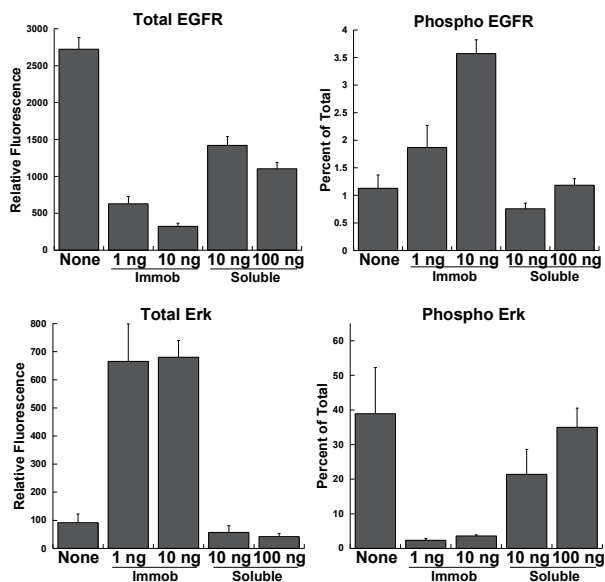 Total EGFR
Relative Fluorescence
3000
2500
2000
1500
1000
500
0
None 1 ng 10 ng 10 ng 100 ng
Immob Soluble
Phospho EGFR
Percent of Total
4
3.5
3
2.5
2
1.5
1
0.5
0
None 1 ng 10 ng 10 ng 100 ng
Immob Soluble
Total Erk
Relative Fluorescence
800
700
600
500
400
300
200
100
0
None 1 ng 10 ng 10 ng 100 ng
Immob Soluble
Phospho Erk
Percent of Total
60
50
40
30
20
10
0
None 1 ng 10 ng 10 ng 100 ng
Immob Soluble